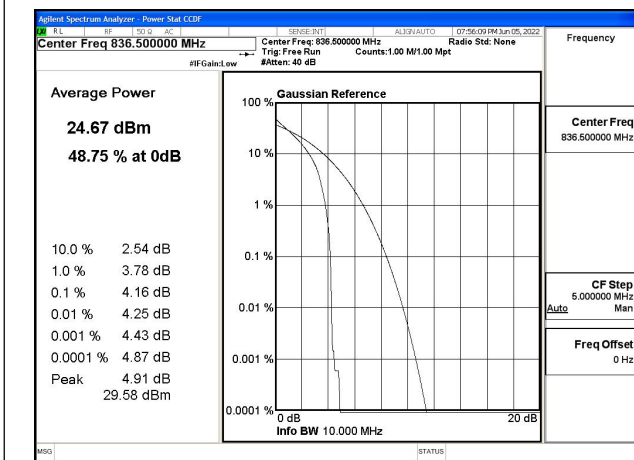 Agilent Spectrum Analyzer - Power Stat CCDF
LXI RL RF 50 Ω AC SENSE:INT ALIGN AUTO 07:56:09 PM Jun 05, 2022
Center Freq 836.500000 MHz
Center Freq: 836.500000 MHz Radio Std: None
Trig: Free Run Counts:1.00 M/1.00 Mpt
#IFGain:Low #Atten: 40 dB
Frequency
Average Power
24.67 dBm
48.75 % at 0dB
10.0 % 2.54 dB
1.0 % 3.78 dB
0.1 % 4.16 dB
0.01 % 4.25 dB
0.001 % 4.43 dB
0.0001 % 4.87 dB
Peak 4.91 dB
29.58 dBm
Gaussian Reference
100 %
10 %
1 %
0.1 %
0.01 %
0.001 %
0.0001 %
0 dB 20 dB
Info BW 10.000 MHz
Center Freq
836.500000 MHz
CF Step
5.000000 MHz
Auto Man
Freq Offset
0 Hz
MSG STATUS